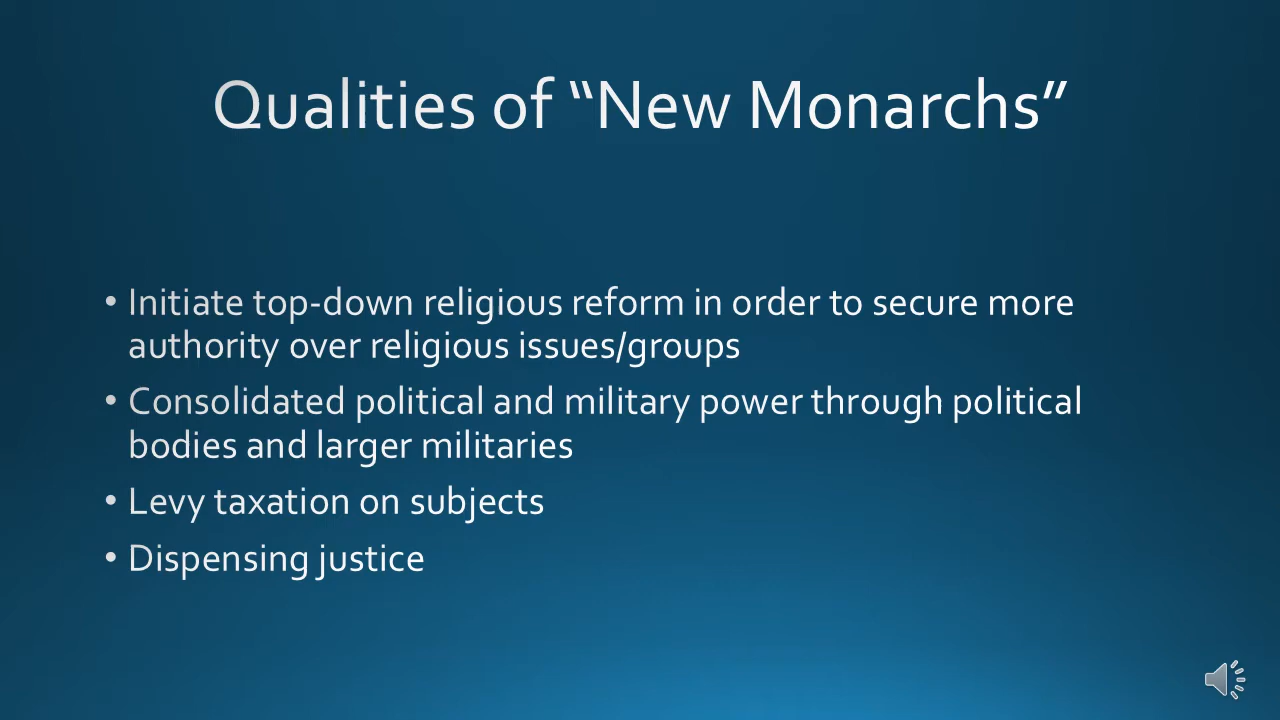 Qualities of “New Monarchs”
• Initiate top-down religious reform in order to secure more
authority over religious issues/groups
• Consolidated political and military power through political
bodies and larger militaries
• Levy taxation on subjects
• Dispensing justice